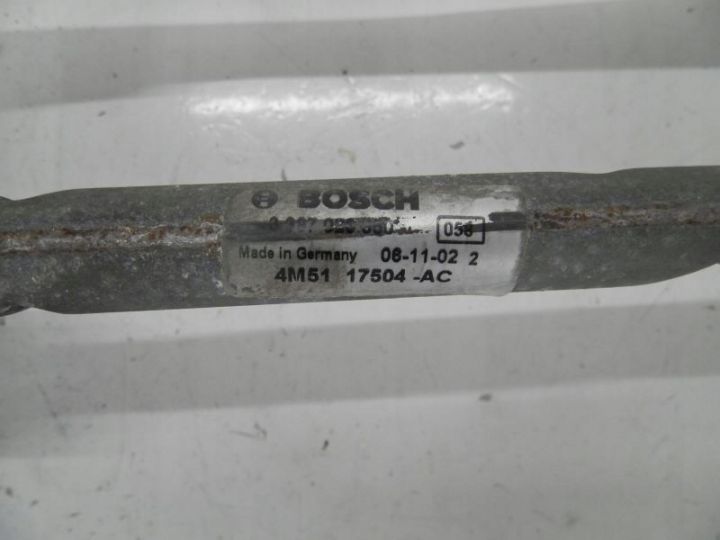 BOSCH
058
Made in Germany 06-11-02 2
4M51 17504 -AC